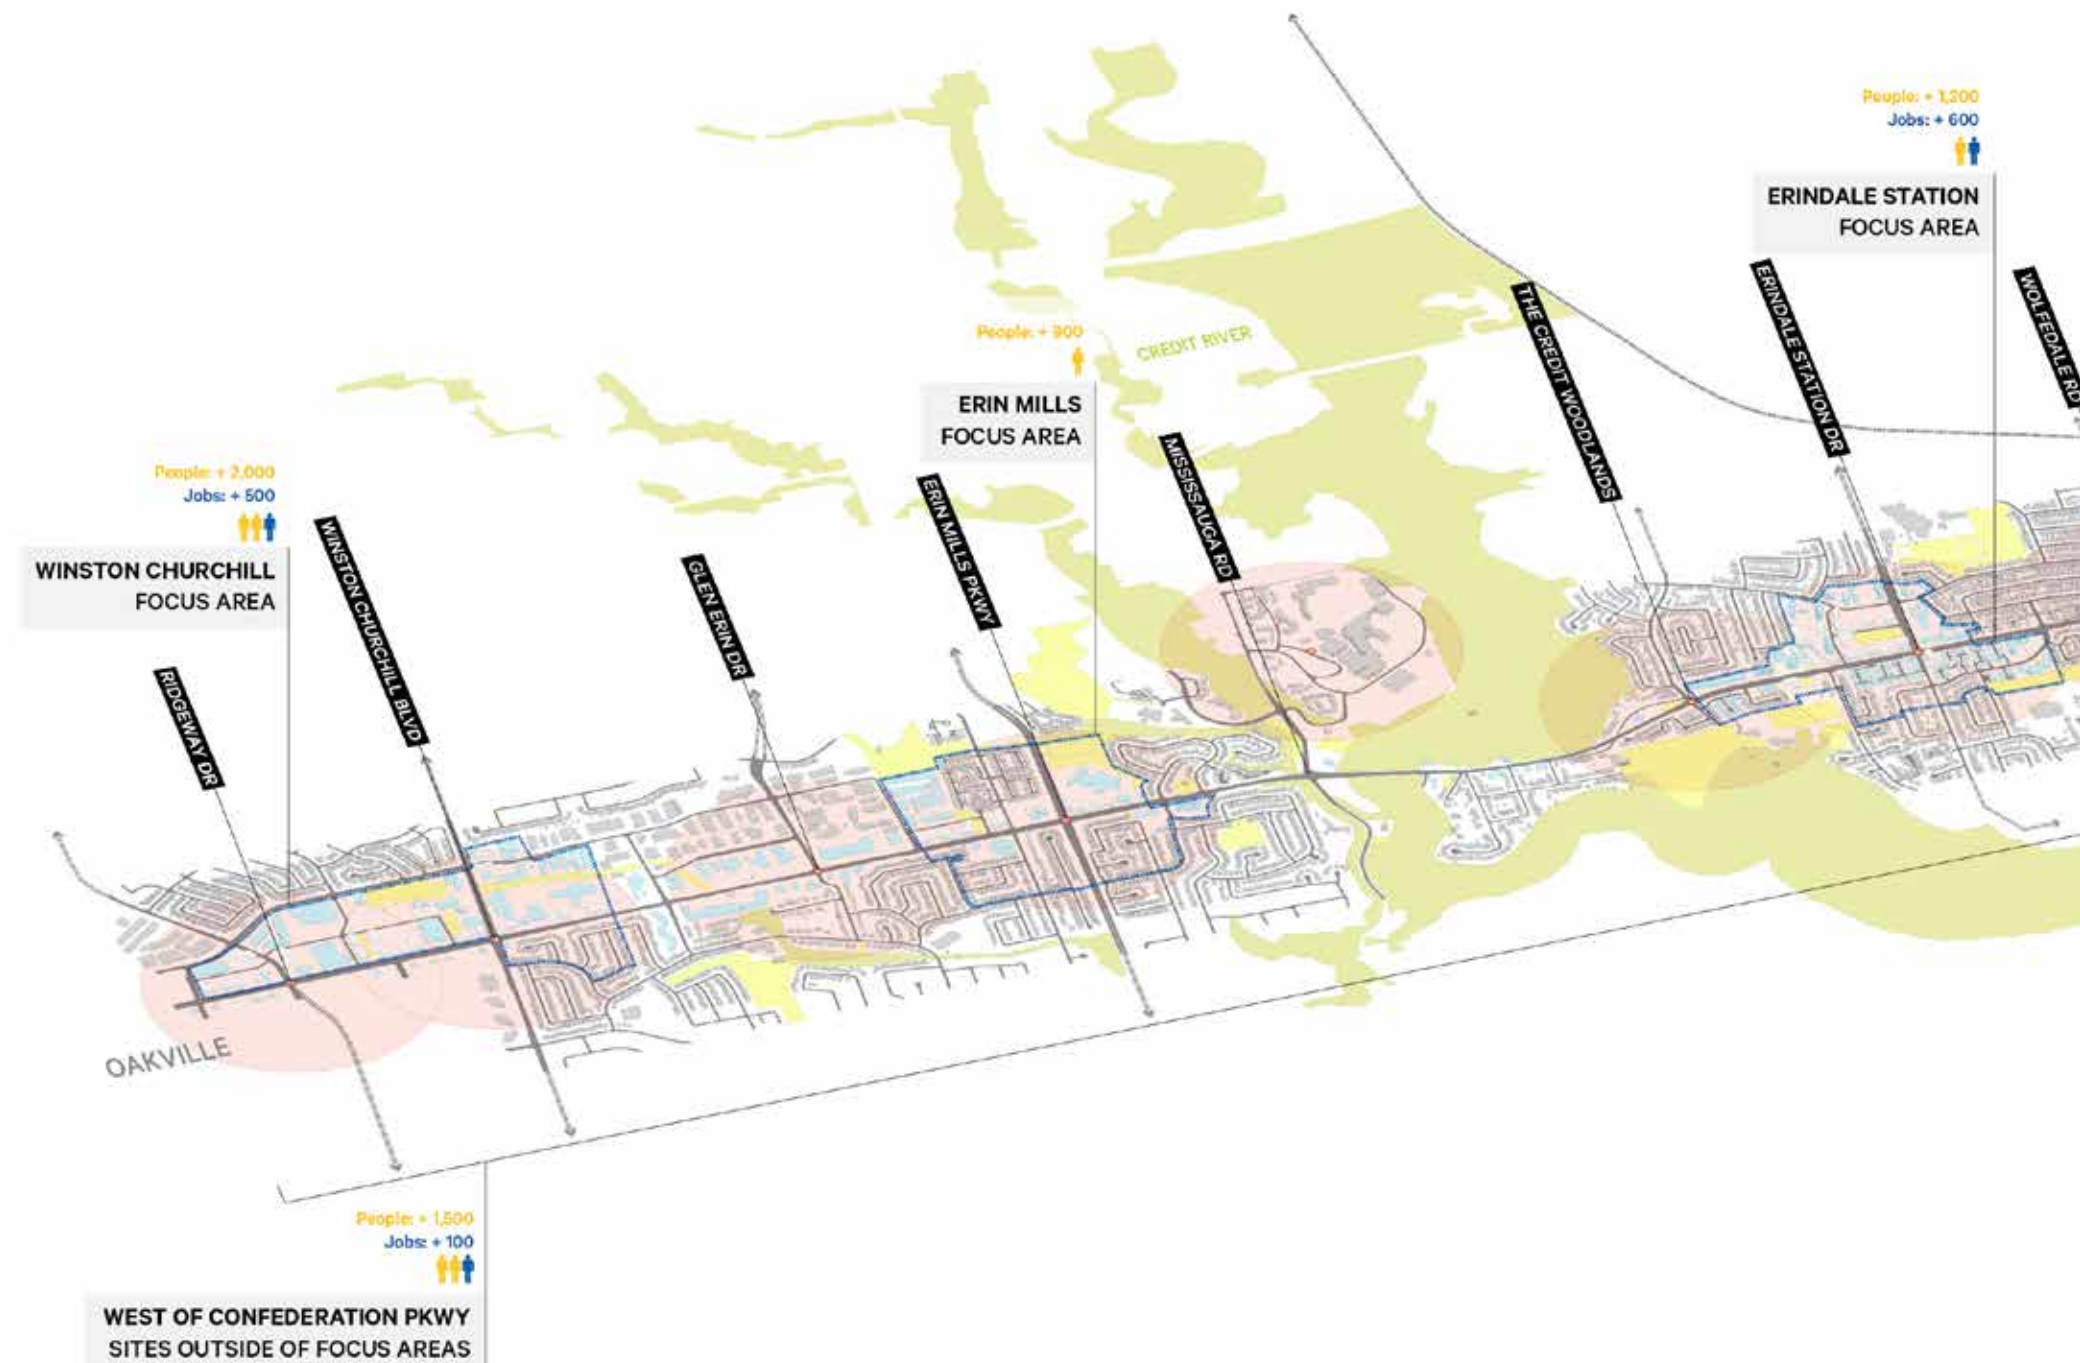 People: + 1,200
Jobs: + 600
ERINDALE STATION
FOCUS AREA
ERINDALE STATION DR
WOLFEDALE RD
THE CREDIT WOODLANDS
CREDIT RIVER
People: + 900
ERIN MILLS
FOCUS AREA
MISSISSAUGA RD
ERIN MILLS PKWY
People: + 2,000
Jobs: + 500
WINSTON CHURCHILL
FOCUS AREA
WINSTON CHURCHILL BLVD
GLEN ERIN DR
RIDGEWAY DR
OAKVILLE
People: + 1,500
Jobs: + 100
WEST OF CONFEDERATION PKWY
SITES OUTSIDE OF FOCUS AREAS